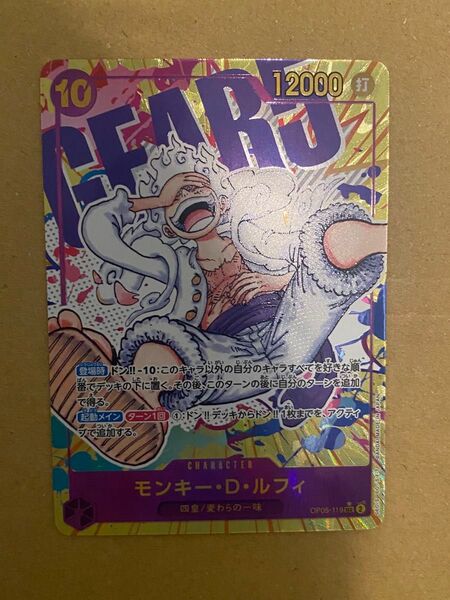 10
12000 打
GEAR5
登場時 ドン!!-10:このキャラ以外の自分のキャラすべてを好きな順
番でデッキの下に置く。その後、このターンの後に自分のターンを追加
で得る。
起動メイン ターン1回 ①:ドン!!デッキからドン!!1枚までを、アクティ
ブで追加する。
CHARACTER
モンキー・D・ルフィ
四皇/麦わらの一味
OP05-119 SEC 2